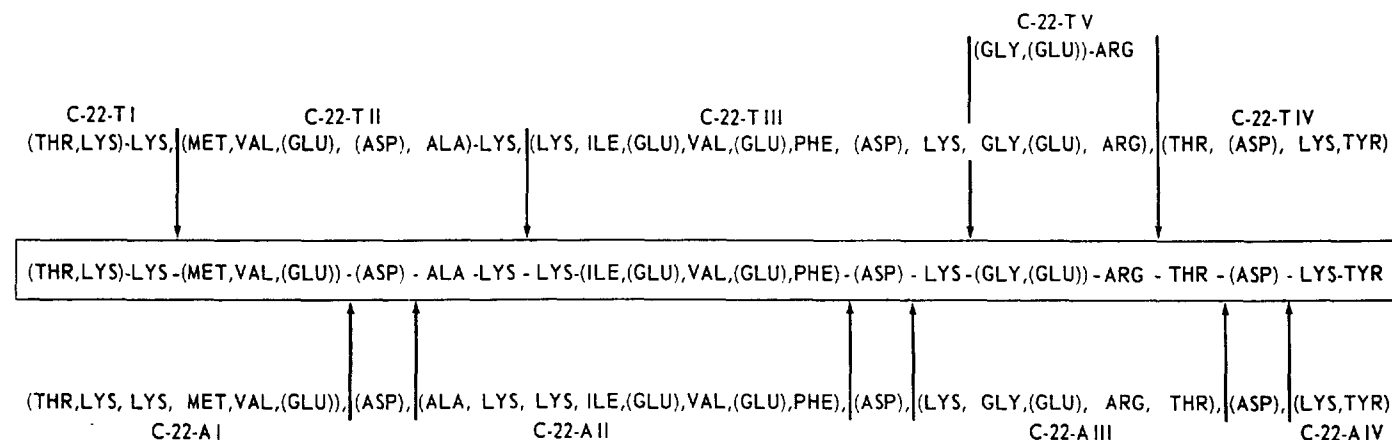 C-22-T V
(GLY,(GLU))-ARG
C-22-T I C-22-T II C-22-T III C-22-T IV
(THR,LYS)-LYS, (MET,VAL,(GLU), (ASP), ALA)-LYS, (LYS, ILE,(GLU),VAL,(GLU),PHE, (ASP), LYS, GLY,(GLU), ARG), (THR, (ASP), LYS,TYR)
(THR,LYS)-LYS-(MET,VAL,(GLU))-(ASP)-ALA-LYS-LYS-(ILE,(GLU),VAL,(GLU),PHE)-(ASP)-LYS-(GLY,(GLU))-ARG-THR-(ASP)-LYS-TYR
(THR,LYS, LYS, MET,VAL,(GLU)), (ASP), (ALA, LYS, LYS, ILE,(GLU),VAL,(GLU),PHE), (ASP), (LYS, GLY,(GLU), ARG, THR), (ASP), (LYS,TYR)
C-22-A I C-22-A II C-22-A III C-22-A IV